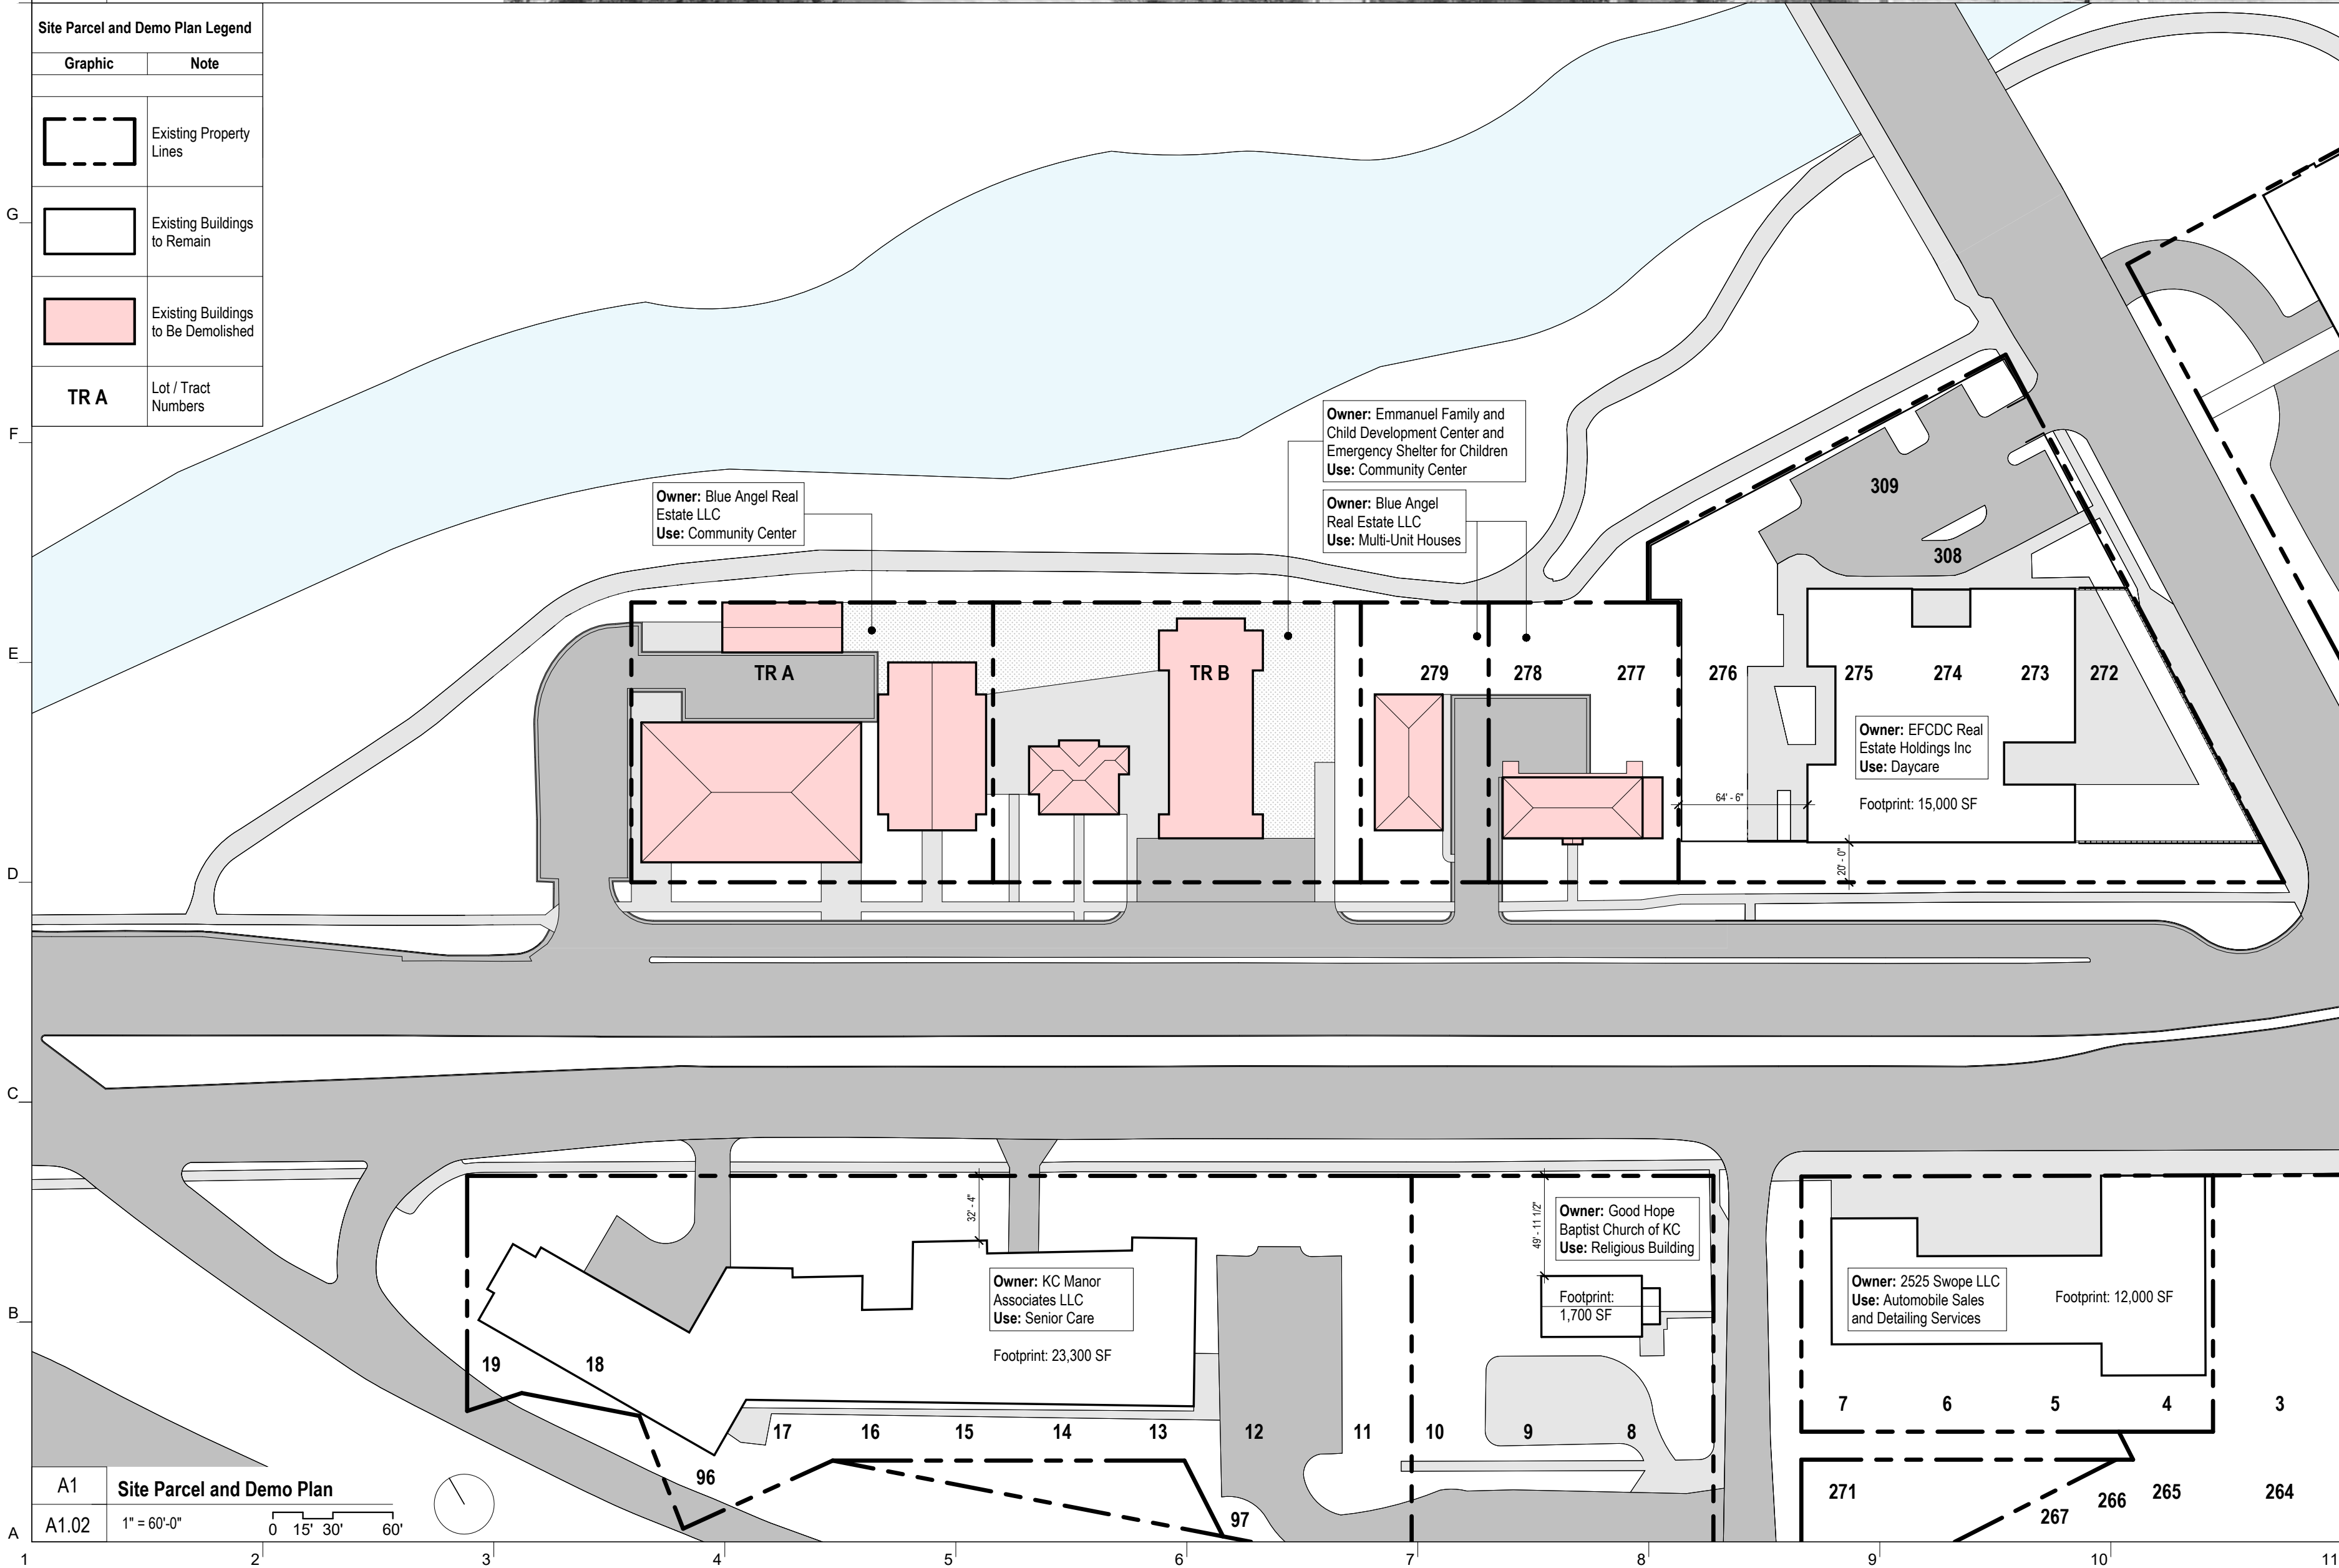 Site Parcel and Demo Plan Legend
Graphic Note
Existing Property
Lines
Existing Buildings
to Remain
Existing Buildings
to Be Demolished
TR A
Lot / Tract
Numbers
G
F
E
D
C
B
A
Owner: Emmanuel Family and
Child Development Center and
Emergency Shelter for Children
Use: Community Center
Owner: Blue Angel Real
Estate LLC
Use: Community Center
Owner: Blue Angel
Real Estate LLC
Use: Multi-Unit Houses
309
308
TR A
TR B
279
278
277
276
275
274
273
272
Owner: EFCDC Real
Estate Holdings Inc
Use: Daycare
Footprint: 15,000 SF
64' - 6"
20' - 0"
32' - 4"
49' - 11 1/2"
Owner: Good Hope
Baptist Church of KC
Use: Religious Building
Footprint:
1,700 SF
Owner: KC Manor
Associates LLC
Use: Senior Care
Footprint: 23,300 SF
Owner: 2525 Swope LLC
Use: Automobile Sales
and Detailing Services
Footprint: 12,000 SF
19
18
17
16
15
14
13
12
11
10
9
8
7
6
5
4
3
96
97
271
267
266
265
264
A1
Site Parcel and Demo Plan
A1.02
1" = 60'-0"
0 15' 30' 60'
1 2 3 4 5 6 7 8 9 10 11